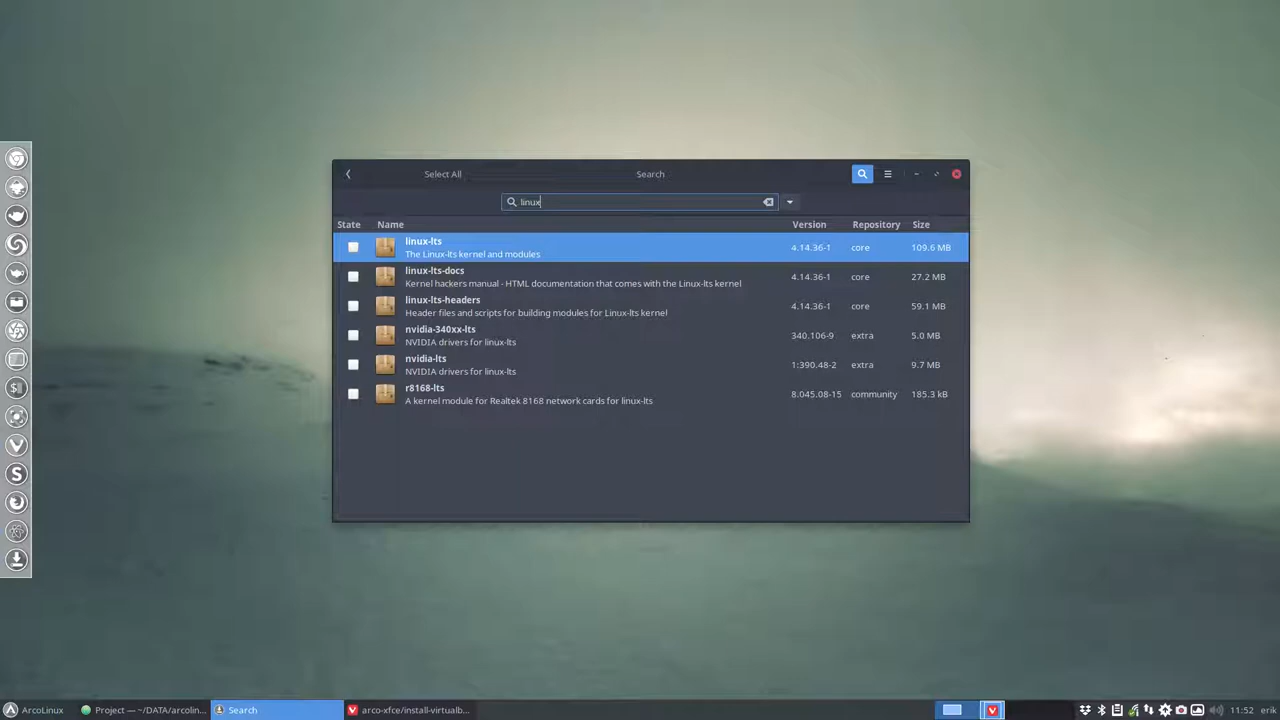 Select All Search
linux
State Name Version Repository Size
linux-lts
The Linux-lts kernel and modules 4.14.36-1 core 109.6 MB
linux-lts-docs
Kernel hackers manual - HTML documentation that comes with the Linux-lts kernel 4.14.36-1 core 27.2 MB
linux-lts-headers
Header files and scripts for building modules for Linux-lts kernel 4.14.36-1 core 59.1 MB
nvidia-340xx-lts
NVIDIA drivers for linux-lts 340.106-9 extra 5.0 MB
nvidia-lts
NVIDIA drivers for linux-lts 1:390.48-2 extra 9.7 MB
r8168-lts
A kernel module for Realtek 8168 network cards for linux-lts 8.045.08-15 community 185.3 kB
ArcoLinux Project — ~/DATA/arcolin... Search arco-xfce/install-virtualb... 11:52 erik